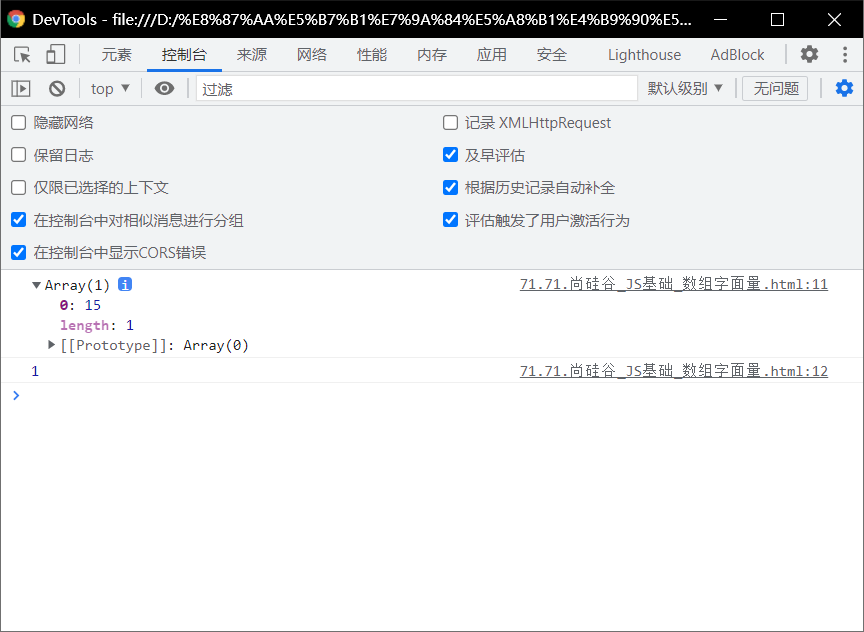 DevTools - file:///D:/%E8%87%AA%E5%B7%B1%E7%9A%84%E5%A8%B1%E4%B9%90%E5...
元素 控制台 来源 网络 性能 内存 应用 安全 Lighthouse AdBlock
top 过滤 默认级别 无问题
隐藏网络 记录 XMLHttpRequest
保留日志 及早评估
仅限已选择的上下文 根据历史记录自动补全
在控制台中对相似消息进行分组 评估触发了用户激活行为
在控制台中显示CORS错误
Array(1) i 71.71.尚硅谷_JS基础_数组字面量.html:11
0: 15
length: 1
[[Prototype]]: Array(0)
1 71.71.尚硅谷_JS基础_数组字面量.html:12